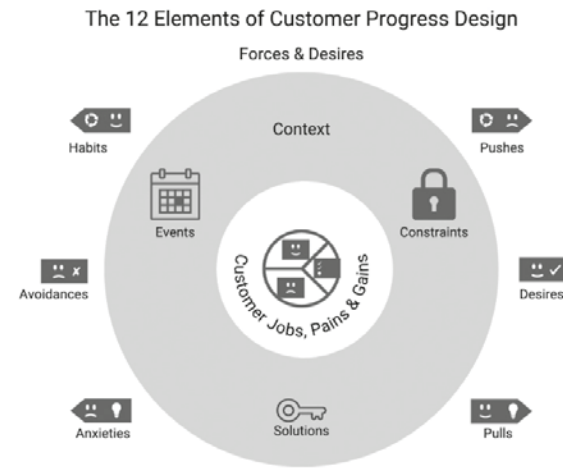 The 12 Elements of Customer Progress Design
Forces & Desires
Context
Habits
Pushes
Events
Constraints
Customer Jobs, Pains & Gains
Avoidances
Desires
Anxieties
Solutions
Pulls